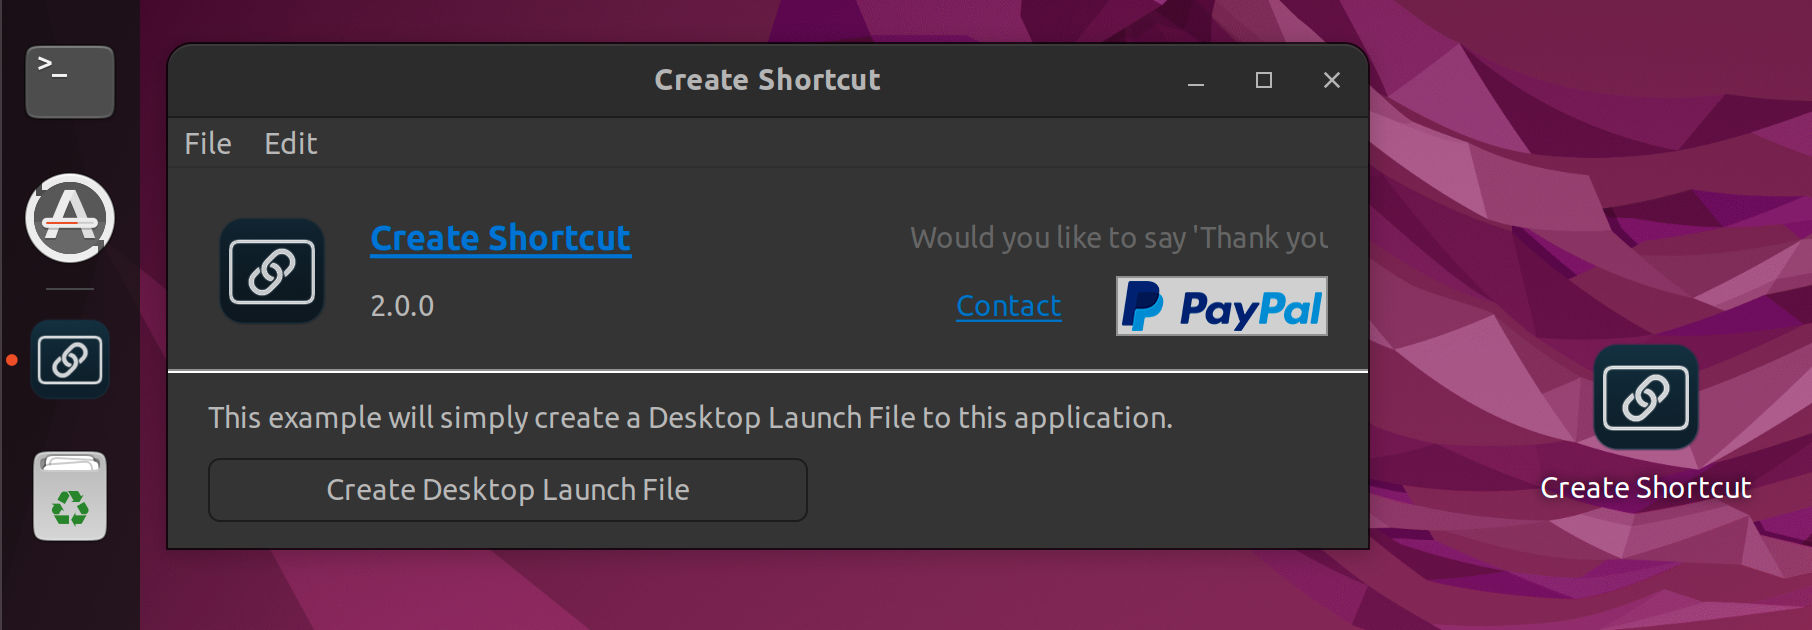 >_
Create Shortcut
File Edit
Create Shortcut
Would you like to say 'Thank you
2.0.0
Contact
PayPal
This example will simply create a Desktop Launch File to this application.
Create Desktop Launch File
Create Shortcut